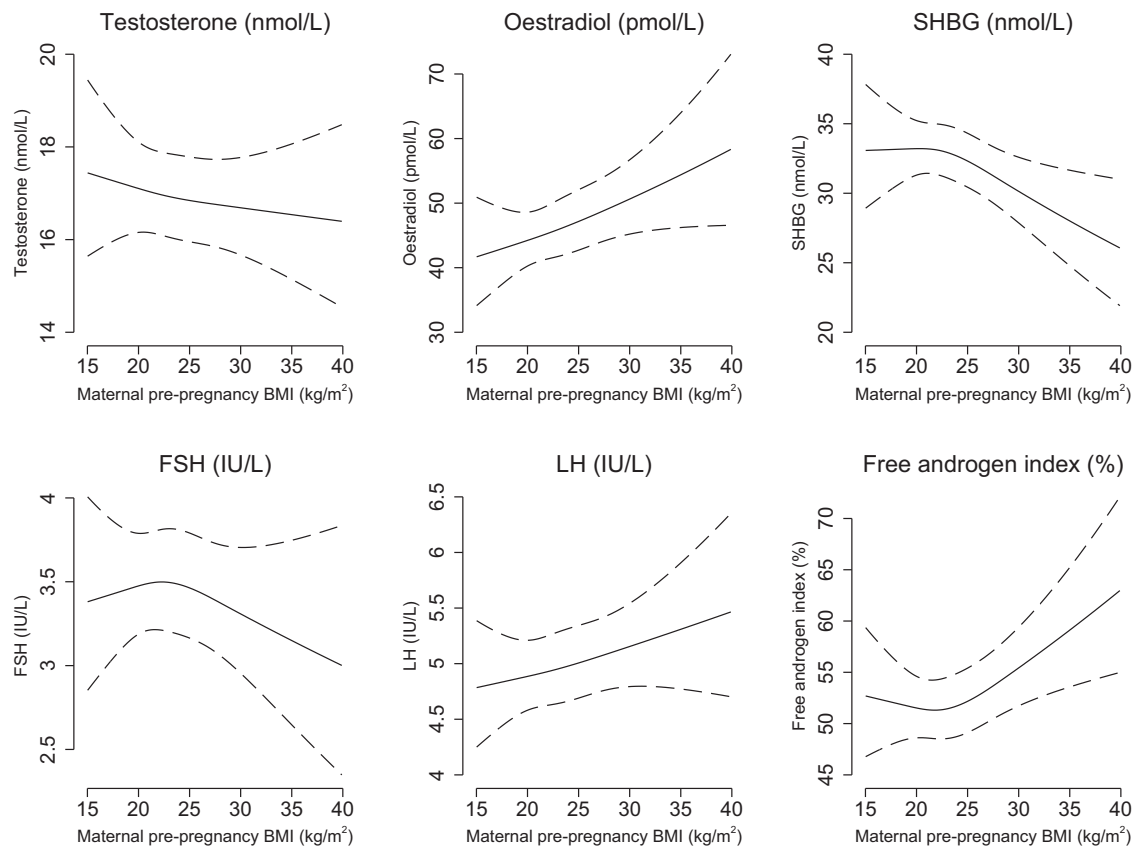 Testosterone (nmol/L)
Oestradiol (pmol/L)
SHBG (nmol/L)
Testosterone (nmol/L)
20
18
16
14
15 20 25 30 35 40
Maternal pre-pregnancy BMI (kg/m²)
Oestradiol (pmol/L)
70
60
50
40
30
15 20 25 30 35 40
Maternal pre-pregnancy BMI (kg/m²)
SHBG (nmol/L)
40
35
30
25
20
15 20 25 30 35 40
Maternal pre-pregnancy BMI (kg/m²)
FSH (IU/L)
LH (IU/L)
Free androgen index (%)
FSH (IU/L)
4
3.5
3
2.5
15 20 25 30 35 40
Maternal pre-pregnancy BMI (kg/m²)
LH (IU/L)
6.5
6
5.5
5
4.5
4
15 20 25 30 35 40
Maternal pre-pregnancy BMI (kg/m²)
Free androgen index (%)
70
65
60
55
50
45
15 20 25 30 35 40
Maternal pre-pregnancy BMI (kg/m²)